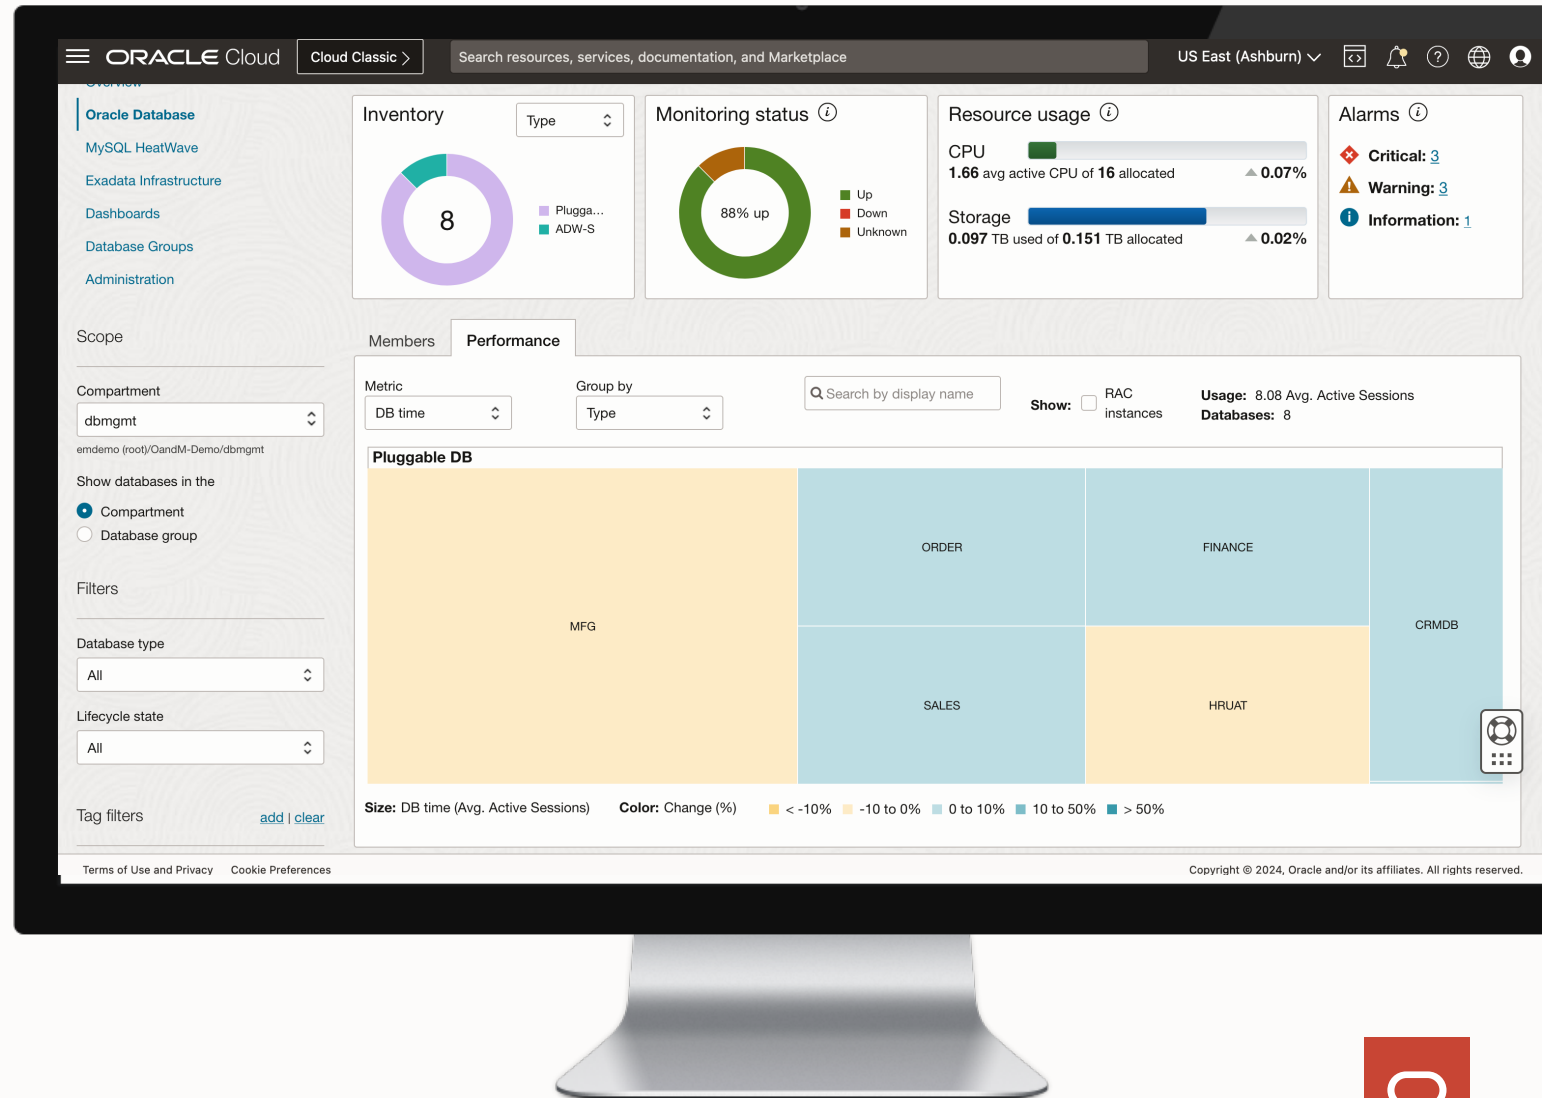 ORACLE Cloud
Cloud Classic >
Search resources, services, documentation, and Marketplace
US East (Ashburn)
Overview
Oracle Database
MySQL HeatWave
Exadata Infrastructure
Dashboards
Database Groups
Administration
Scope
Compartment
dbmgmt
emdemo (root)/OandM-Demo/dbmgmt
Show databases in the
Compartment
Database group
Filters
Database type
All
Lifecycle state
All
Tag filters
add | clear
Inventory
Type
8
Plugga...
ADW-S
Monitoring status
88% up
Up
Down
Unknown
Resource usage
CPU
1.66 avg active CPU of 16 allocated
0.07%
Storage
0.097 TB used of 0.151 TB allocated
0.02%
Alarms
Critical: 3
Warning: 3
Information: 1
Members
Performance
Metric
DB time
Group by
Type
Search by display name
Show:
RAC
instances
Usage: 8.08 Avg. Active Sessions
Databases: 8
Pluggable DB
MFG
ORDER
FINANCE
CRMDB
SALES
HRUAT
Size: DB time (Avg. Active Sessions)
Color: Change (%)
< -10%
-10 to 0%
0 to 10%
10 to 50%
> 50%
Terms of Use and Privacy
Cookie Preferences
Copyright © 2024, Oracle and/or its affiliates. All rights reserved.